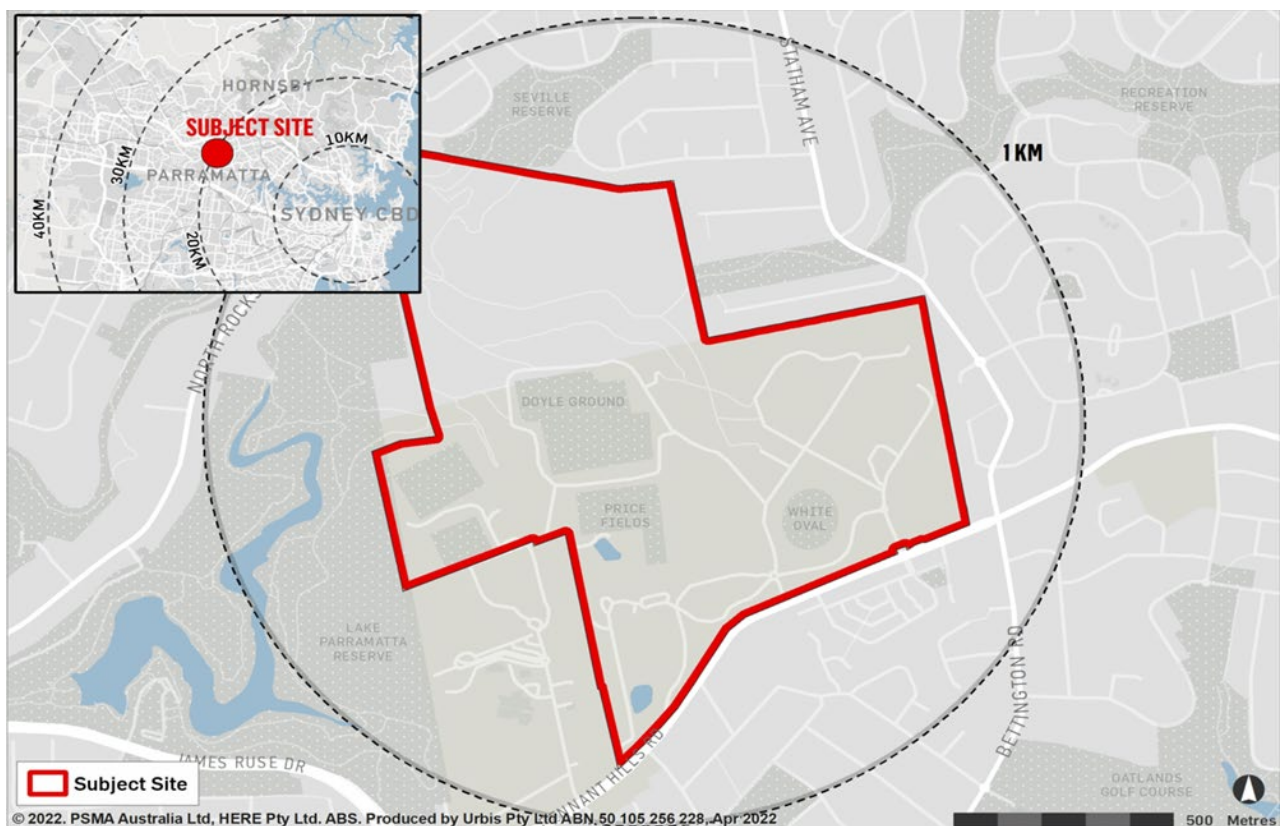 HORNSBY
SUBJECT SITE
10KM
30KM
PARRAMATTA
SYDNEY CBD
40KM
20KM
SEVILLE
RESERVE
STATHAM AVE
RECREATION
RESERVE
1 KM
NORTH ROCKS
DOYLE GROUND
PRICE
FIELDS
WHITE
OVAL
LAKE
PARRAMATTA
RESERVE
BETTINGTON RD
JAMES RUSE DR
NNANT HILLS RD
OATLANDS
GOLF COURSE
Subject Site
© 2022. PSMA Australia Ltd, HERE Pty Ltd. ABS. Produced by Urbis Pty Ltd ABN 50 105 256 228, Apr 2022
500 Metres